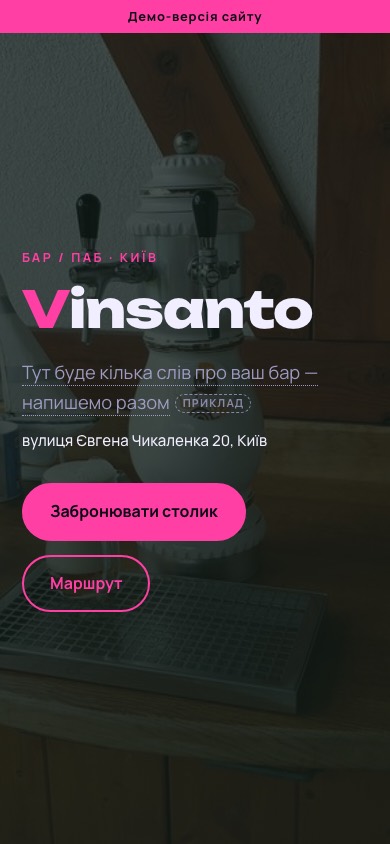 Демо-версія сайту
БАР / ПАБ · КИЇВ
Vinsanto
Тут буде кілька слів про ваш бар —
напишемо разом ПРИКЛАД
вулиця Євгена Чикаленка 20, Київ
Забронювати столик
Маршрут